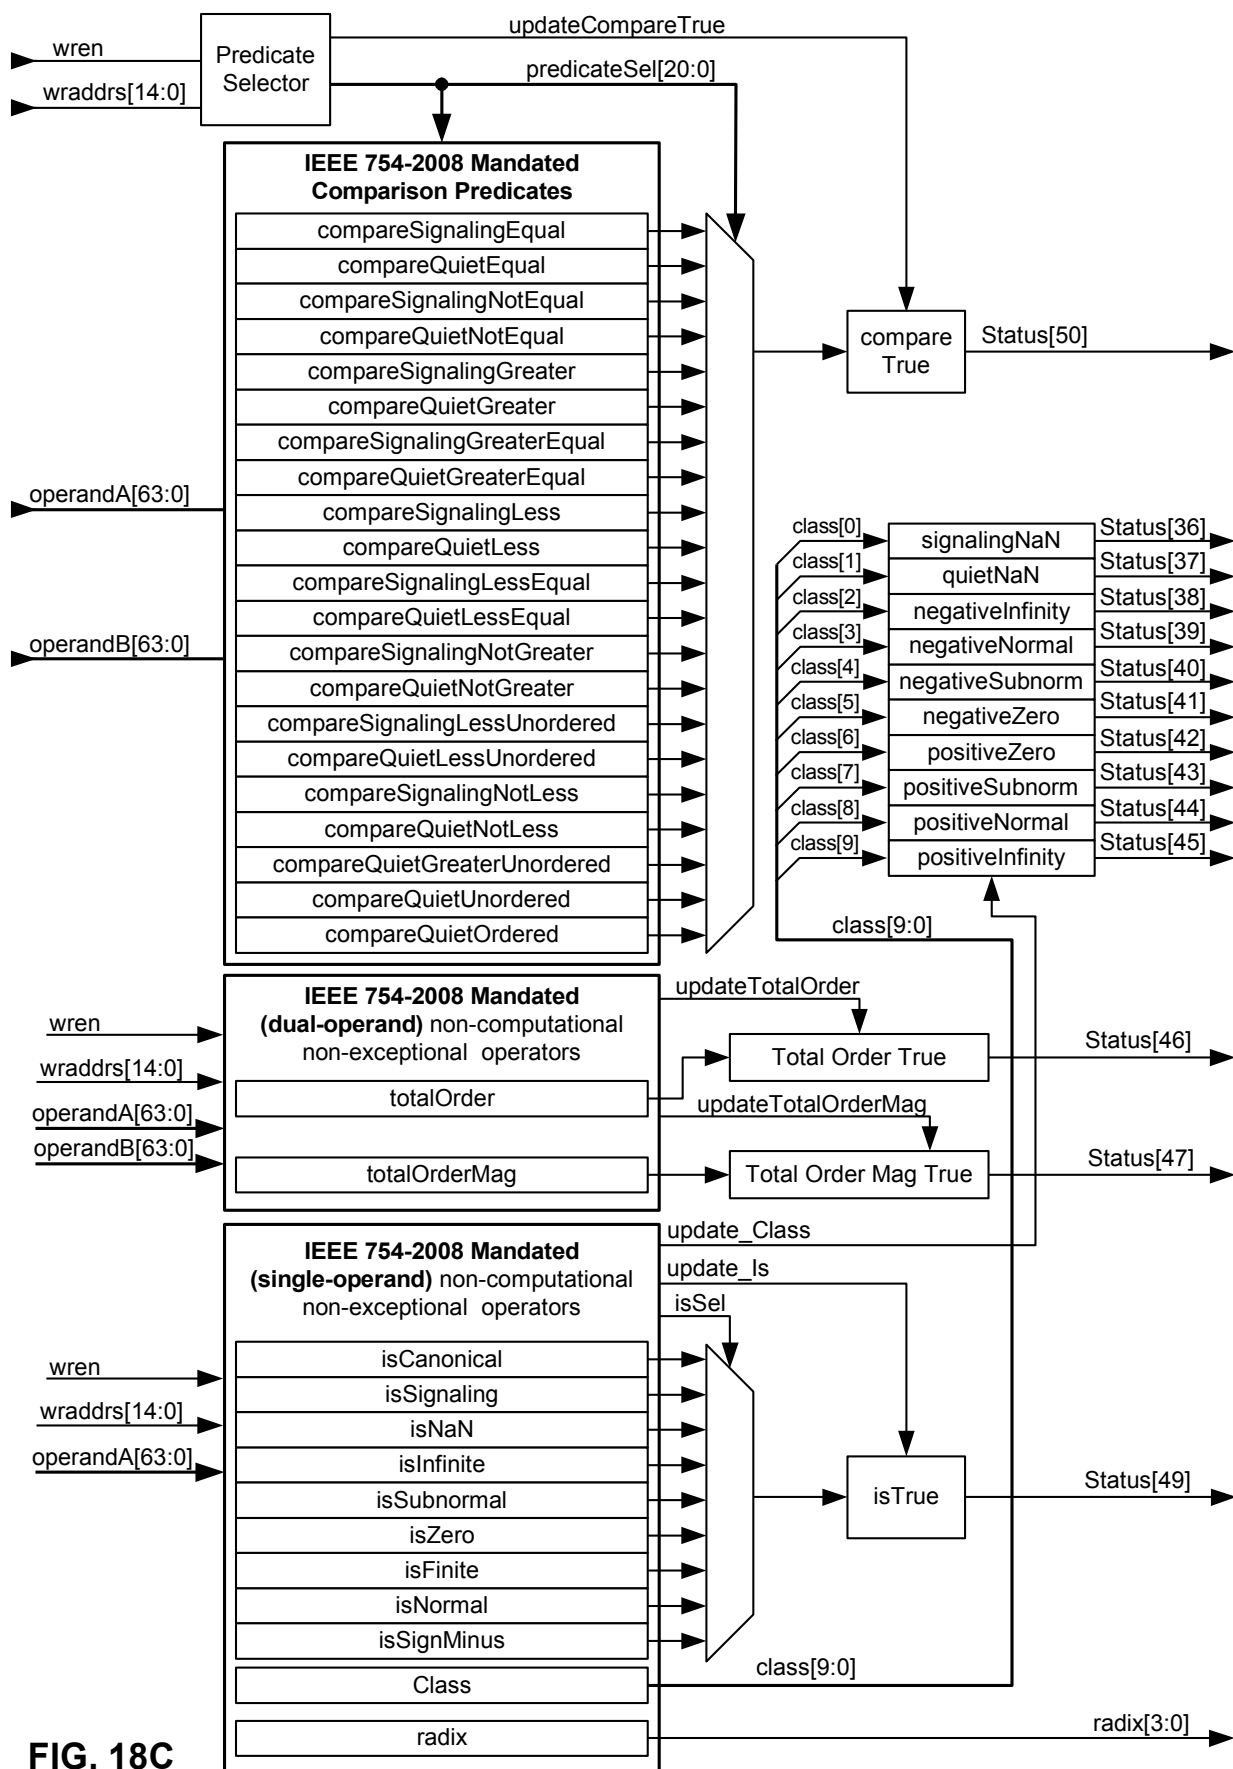 updateCompareTrue
wren
Predicate
Selector
predicateSel[20:0]
wraddrs[14:0]
IEEE 754-2008 Mandated
Comparison Predicates
compareSignalingEqual
compareQuietEqual
compareSignalingNotEqual
compareQuietNotEqual
compareSignalingGreater
compareQuietGreater
compareSignalingGreaterEqual
compareQuietGreaterEqual
compareSignalingLess
compareQuietLess
compareSignalingLessEqual
compareQuietLessEqual
compareSignalingNotGreater
compareQuietNotGreater
compareSignalingLessUnordered
compareQuietLessUnordered
compareSignalingNotLess
compareQuietNotLess
compareQuietGreaterUnordered
compareQuietUnordered
compareQuietOrdered
operandA[63:0]
operandB[63:0]
compare
True
Status[50]
class[0]
signalingNaN
Status[36]
class[1]
quietNaN
Status[37]
class[2]
negativeInfinity
Status[38]
class[3]
negativeNormal
Status[39]
class[4]
negativeSubnorm
Status[40]
class[5]
negativeZero
Status[41]
class[6]
positiveZero
Status[42]
class[7]
positiveSubnorm
Status[43]
class[8]
positiveNormal
Status[44]
class[9]
positiveInfinity
Status[45]
class[9:0]
IEEE 754-2008 Mandated
(dual-operand) non-computational
non-exceptional operators
wren
wraddrs[14:0]
operandA[63:0]
operandB[63:0]
totalOrder
totalOrderMag
updateTotalOrder
Total Order True
Status[46]
updateTotalOrderMag
Total Order Mag True
Status[47]
IEEE 754-2008 Mandated
(single-operand) non-computational
non-exceptional operators
update_Class
update_Is
isSel
wren
wraddrs[14:0]
operandA[63:0]
isCanonical
isSignaling
isNaN
isInfinite
isSubnormal
isZero
isFinite
isNormal
isSignMinus
Class
radix
isTrue
Status[49]
class[9:0]
radix[3:0]
FIG. 18C